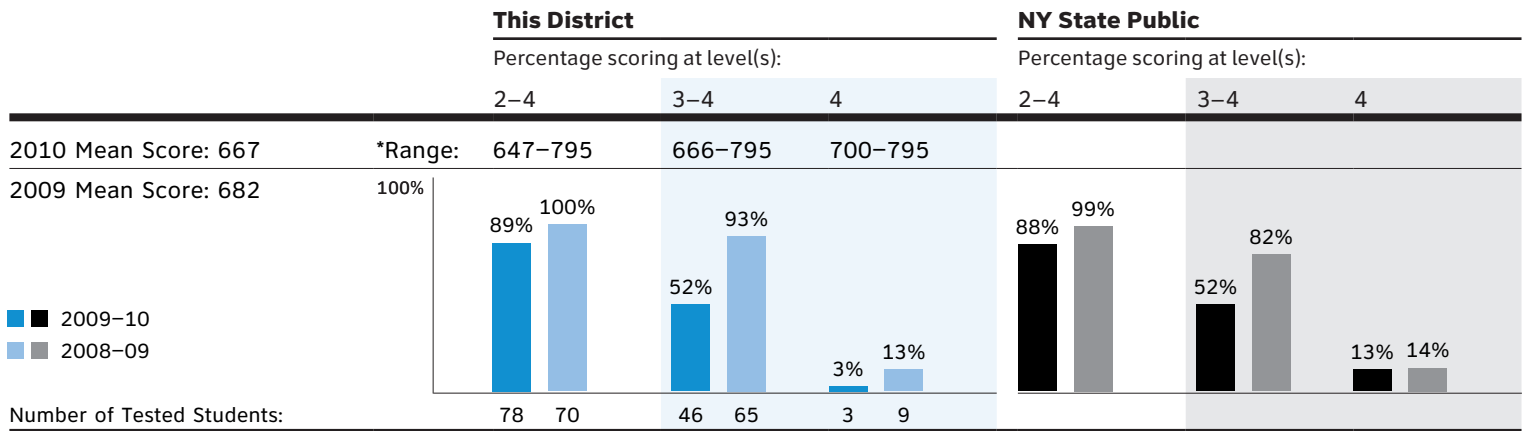 This District NY State Public
Percentage scoring at level(s): Percentage scoring at level(s):
2–4 3–4 4 2–4 3–4 4
2010 Mean Score: 667 *Range: 647–795 666–795 700–795
2009 Mean Score: 682 100%
89% 100% 93% 88% 99% 82%
52% 52%
3% 13% 13% 14%
2009–10
2008–09
Number of Tested Students: 78 70 46 65 3 9